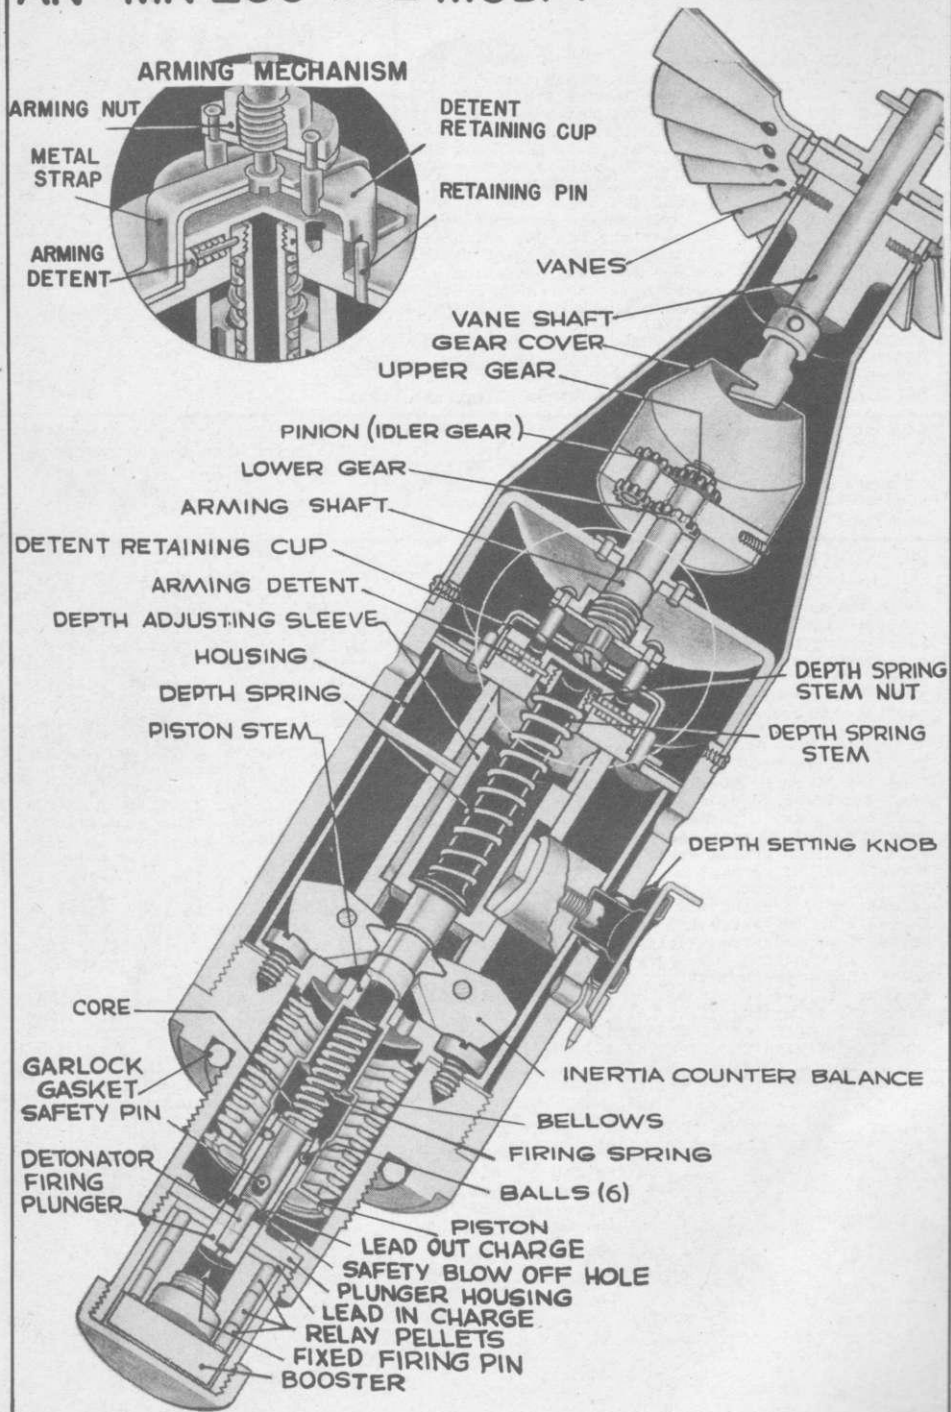 ARMING MECHANISM
ARMING NUT
METAL
STRAP
ARMING
DETENT
DETENT
RETAINING CUP
RETAINING PIN
VANES
VANE SHAFT
GEAR COVER
UPPER GEAR
PINION (IDLER GEAR)
LOWER GEAR
ARMING SHAFT
DETENT RETAINING CUP
ARMING DETENT
DEPTH ADJUSTING SLEEVE
HOUSING
DEPTH SPRING
PISTON STEM
DEPTH SPRING
STEM NUT
DEPTH SPRING
STEM
DEPTH SETTING KNOB
CORE
GARLOCK
GASKET
SAFETY PIN
DETONATOR
FIRING
PLUNGER
INERTIA COUNTER BALANCE
BELLOWS
FIRING SPRING
BALLS (6)
PISTON
LEAD OUT CHARGE
SAFETY BLOW OFF HOLE
PLUNGER HOUSING
LEAD IN CHARGE
RELAY PELLETS
FIXED FIRING PIN
BOOSTER